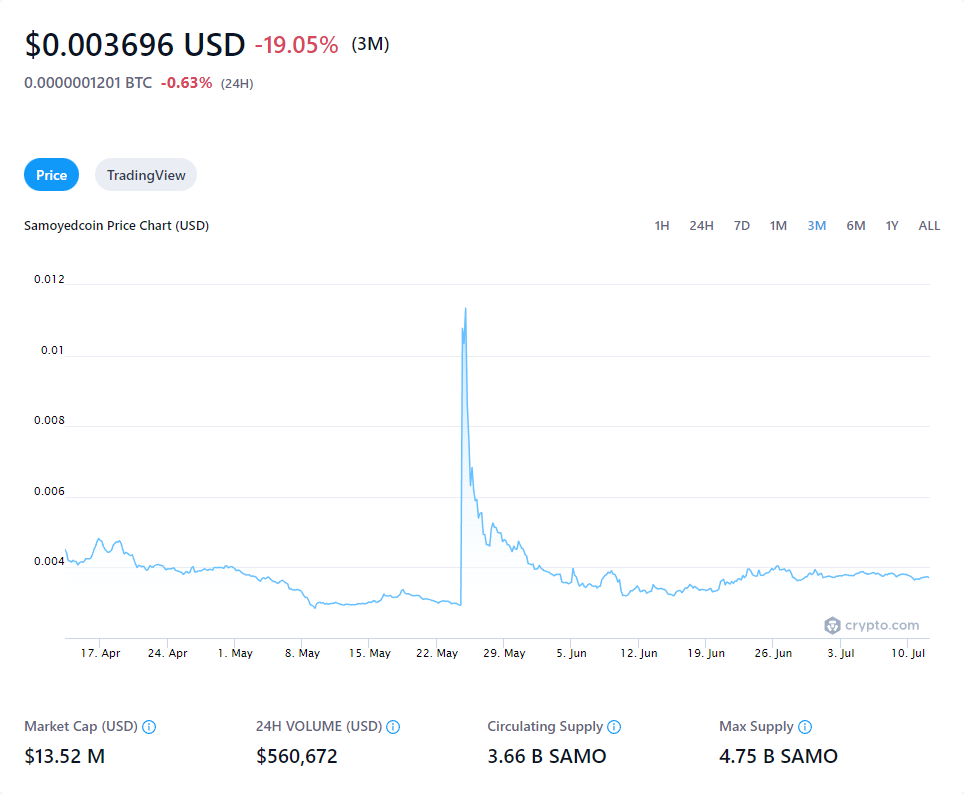 $0.003696 USD -19.05% (3M)
0.0000001201 BTC -0.63% (24H)
Price TradingView
Samoyedcoin Price Chart (USD) 1H 24H 7D 1M 3M 6M 1Y ALL
0.012
0.01
0.008
0.006
0.004
crypto.com
17. Apr 24. Apr 1. May 8. May 15. May 22. May 29. May 5. Jun 12. Jun 19. Jun 26. Jun 3. Jul 10. Jul
Market Cap (USD) 24H VOLUME (USD) Circulating Supply Max Supply
$13.52 M $560,672 3.66 B SAMO 4.75 B SAMO